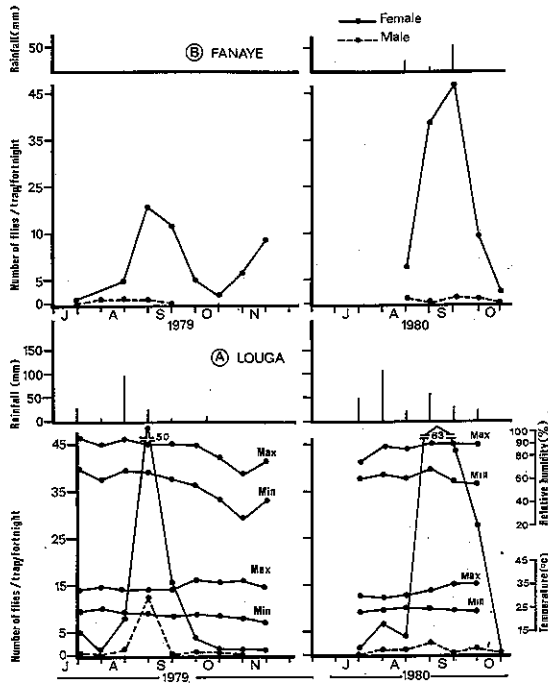 Female
Male
Rainfall(mm)
50
0
B FANAYE
Number of flies / trap/fortnight
45
35
25
10
5
0
J A S O N
1979
J A S O
1980
Rainfall (mm)
150
100
50
0
A LOUGA
Number of flies / trap/fortnight
45
35
25
15
5
0
50
Max
Min
Max
Min
63
Max
Min
Max
Min
100
90
80
60
40
20
Relative humidity(%)
45
35
25
15
Temperature(°c)
J A S O N
1979
J A S O
1980